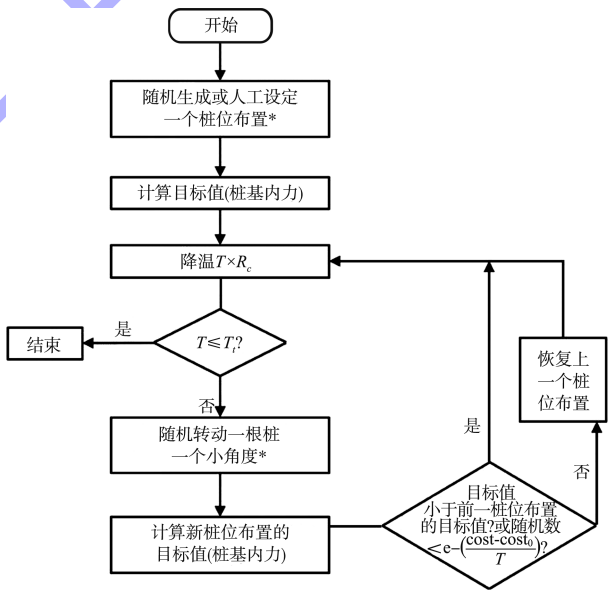 开始
随机生成或人工设定
一个桩位布置*
计算目标值(桩基内力)
降温T×R_c
T≤T_t?
是
结束
否
随机转动一根桩
一个小角度*
计算新桩位布置的
目标值(桩基内力)
目标值
小于前一桩位布置
的目标值?或随机数
<e-(cost-cost₀/T)?
是
否
恢复上
一个桩
位布置